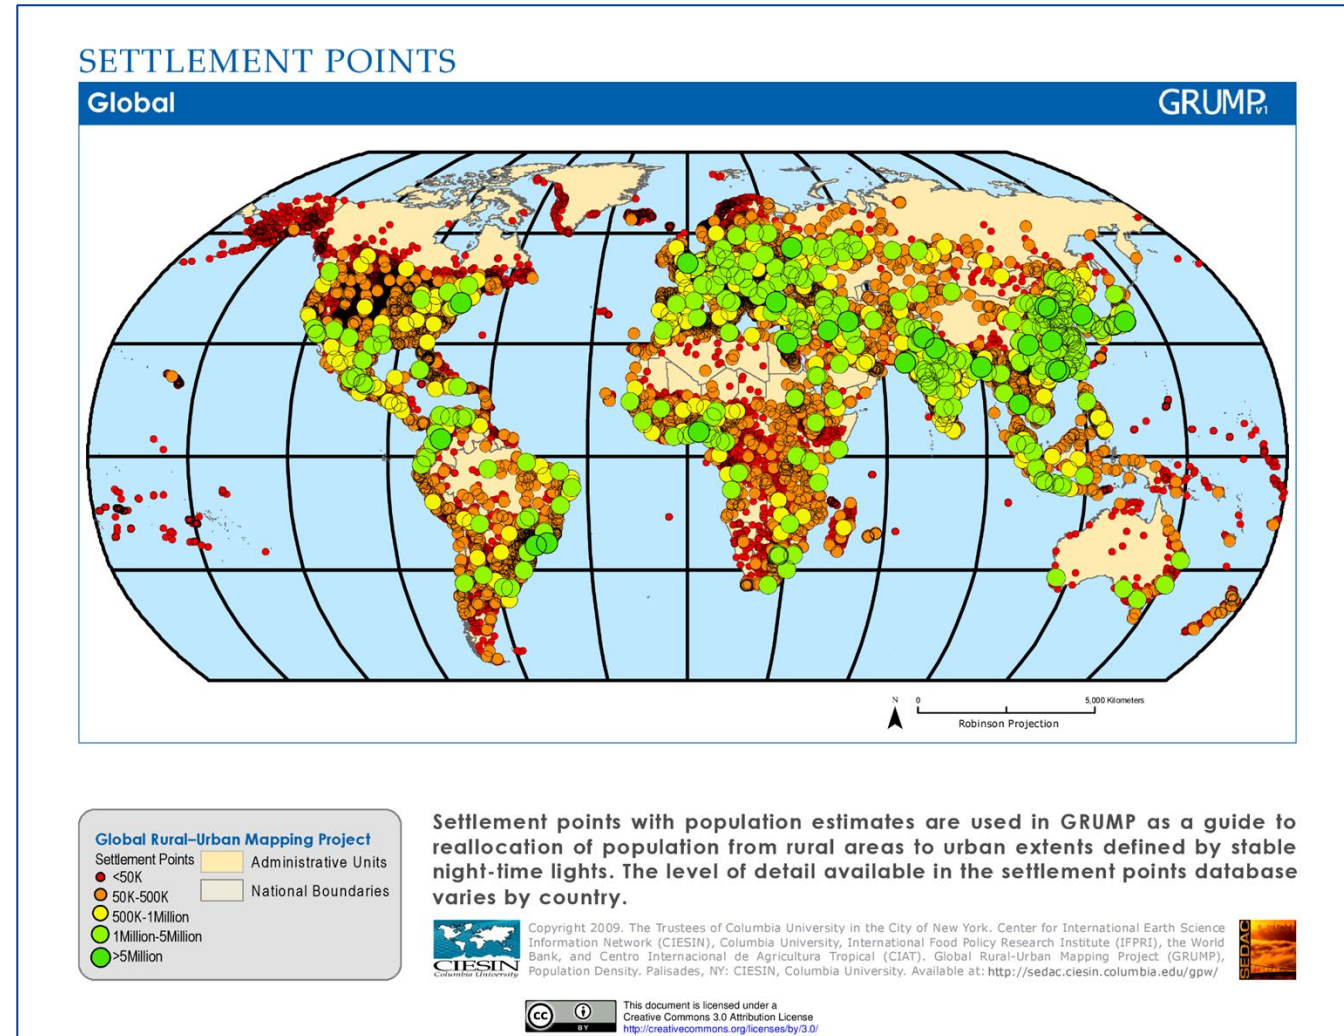 SETTLEMENT POINTS
Global
GRUMPv1
N
0
5,000 Kilometers
Robinson Projection
Global Rural–Urban Mapping Project
Settlement Points
<50K
50K-500K
500K-1Million
1Million-5Million
>5Million
Administrative Units
National Boundaries
Settlement points with population estimates are used in GRUMP as a guide to
reallocation of population from rural areas to urban extents defined by stable
night-time lights. The level of detail available in the settlement points database
varies by country.
CIESIN
Columbia University
Copyright 2009. The Trustees of Columbia University in the City of New York. Center for International Earth Science
Information Network (CIESIN), Columbia University, International Food Policy Research Institute (IFPRI), the World
Bank, and Centro Internacional de Agricultura Tropical (CIAT). Global Rural-Urban Mapping Project (GRUMP),
Population Density. Palisades, NY: CIESIN, Columbia University. Available at: http://sedac.ciesin.columbia.edu/gpw/
SEDAC
cc
BY
This document is licensed under a
Creative Commons 3.0 Attribution License
http://creativecommons.org/licenses/by/3.0/